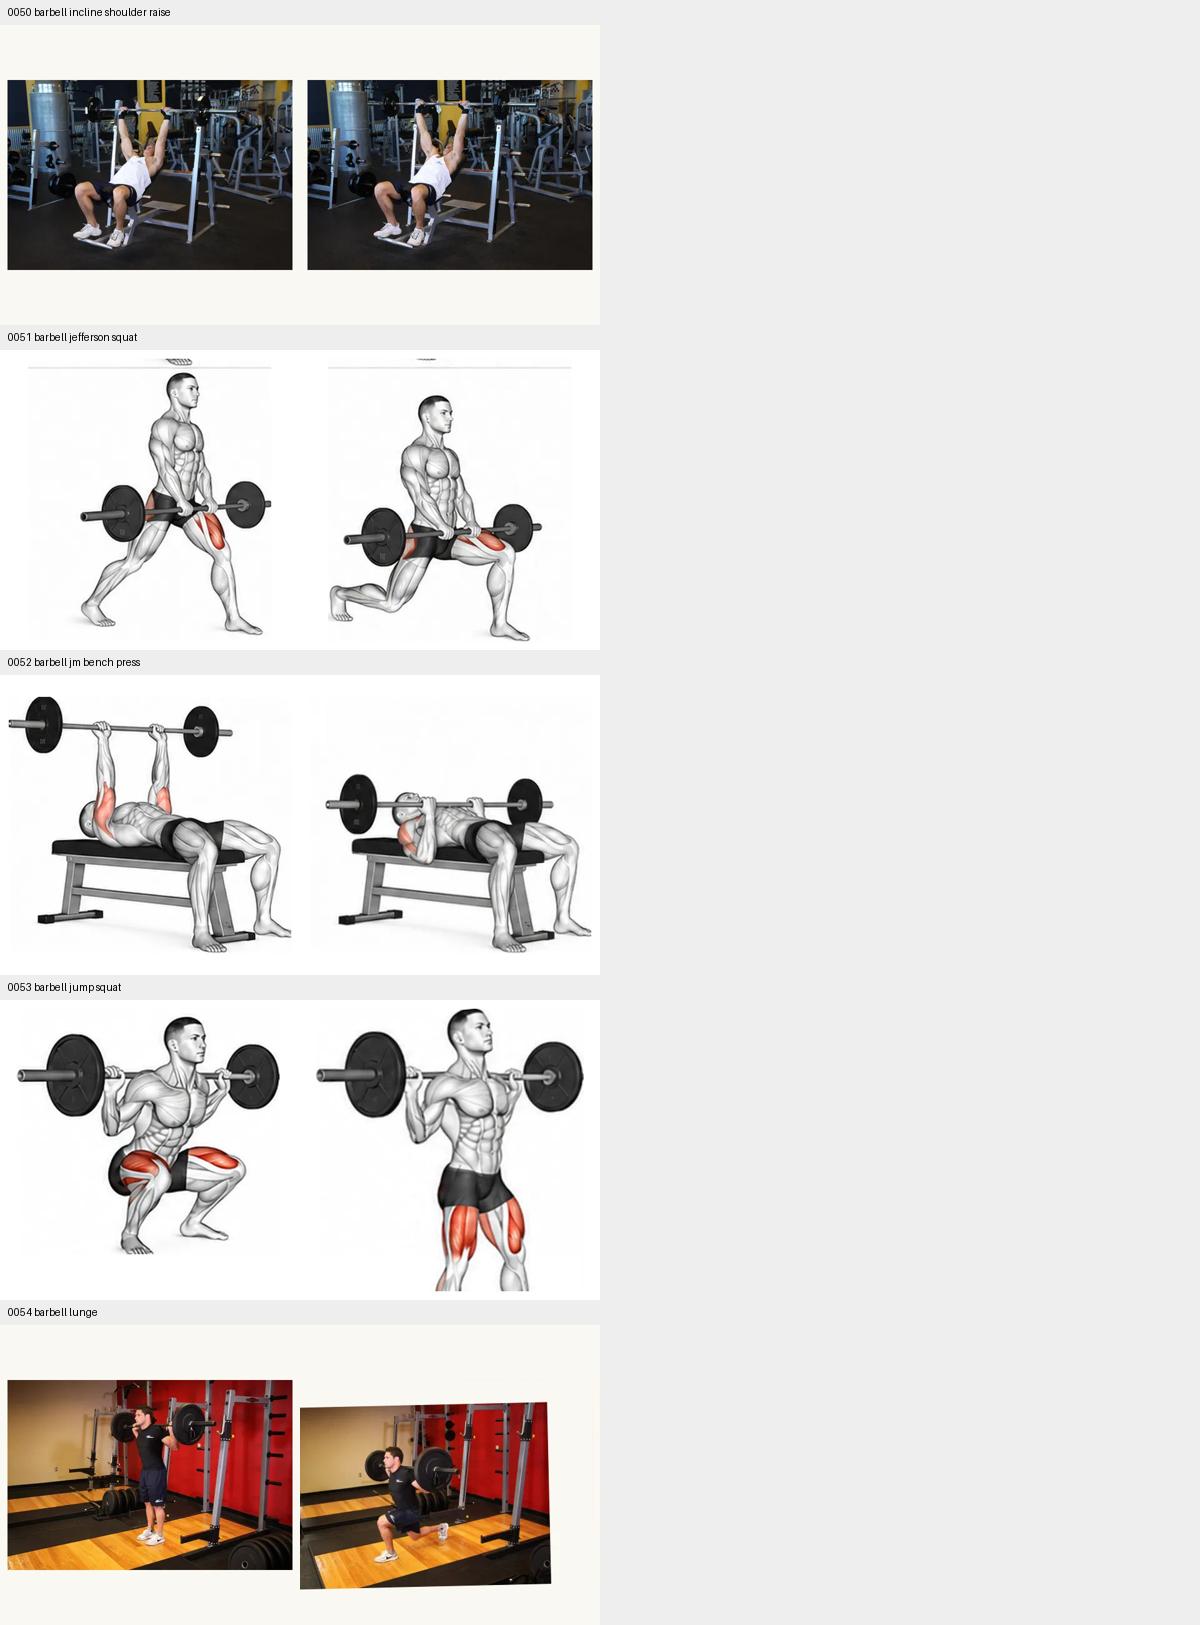 0050 barbell incline shoulder raise
0051 barbell jefferson squat
0052 barbell jm bench press
0053 barbell jump squat
0054 barbell lunge